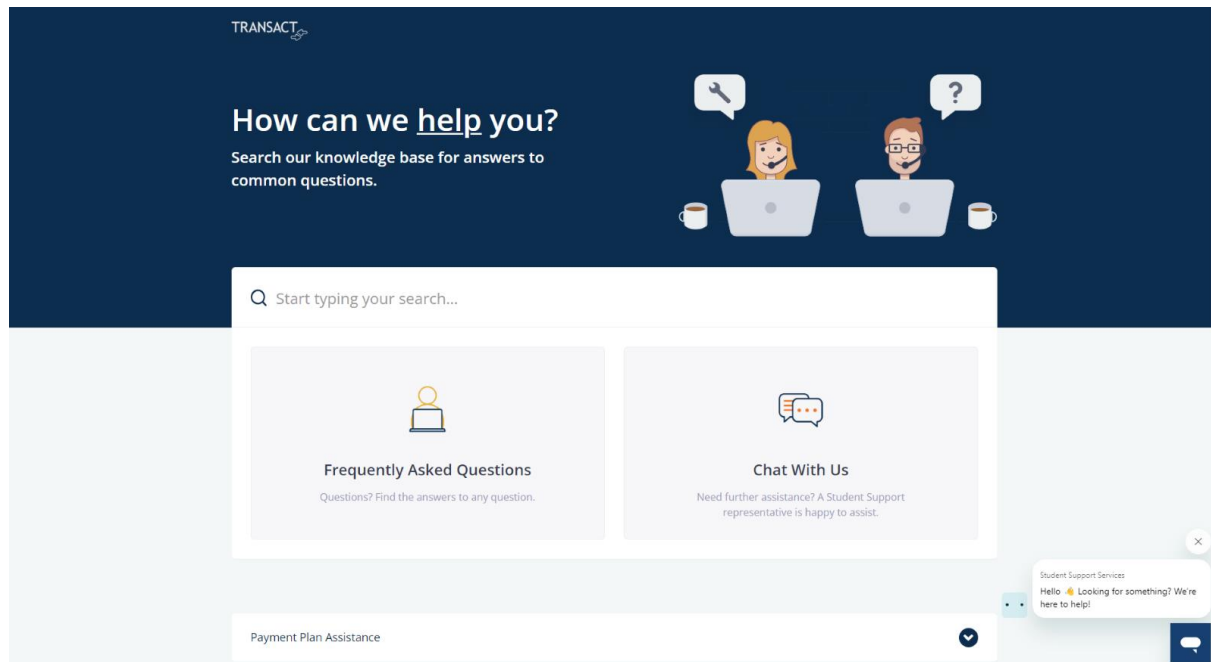 TRANSACT
How can we help you?
Search our knowledge base for answers to
common questions.
?
Start typing your search...
Frequently Asked Questions
Questions? Find the answers to any question.
Chat With Us
Need further assistance? A Student Support
representative is happy to assist.
Student Support Services
Hello 👋 Looking for something? We're
here to help!
Payment Plan Assistance